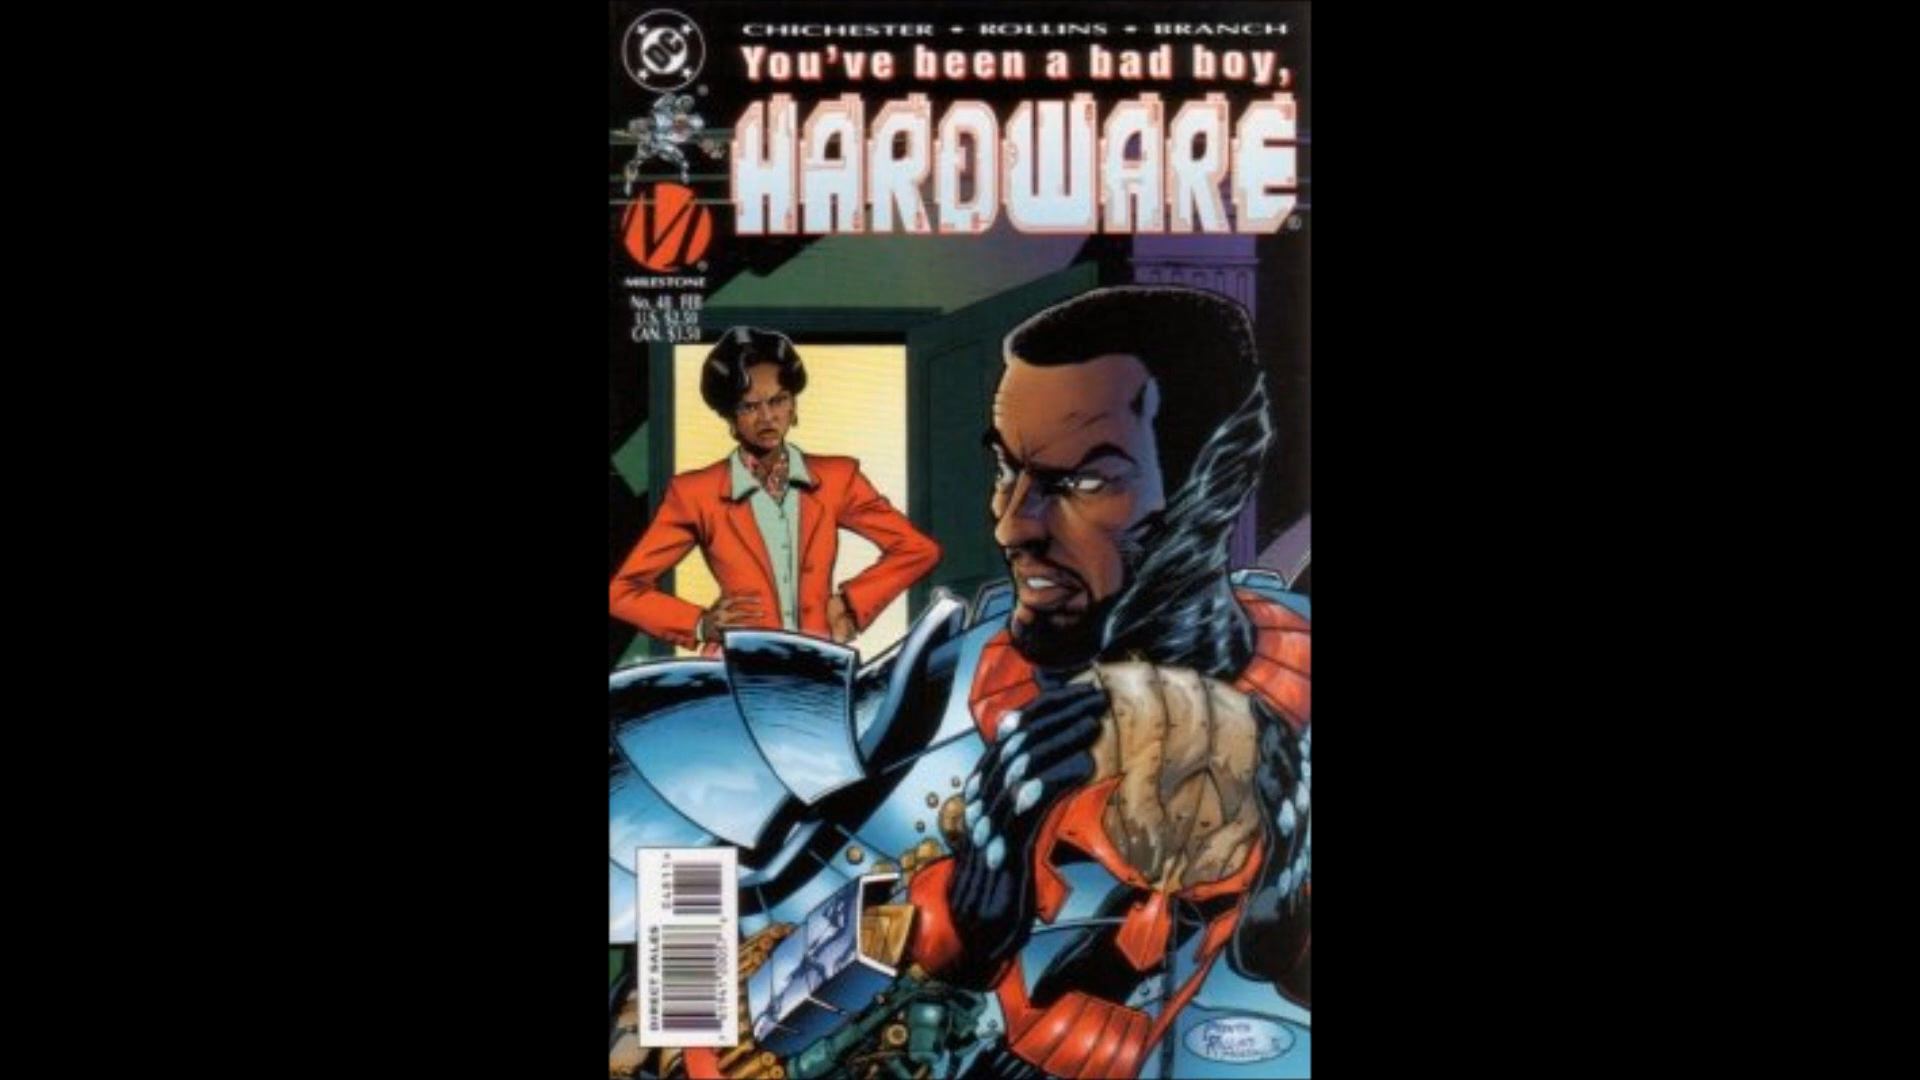 DC
CHICHESTER • ROLLINS • BRANCH
You've been a bad boy,
HARDWARE
MILESTONE
No. 48 FEB
U.S. $2.50
CAN. $3.50
DIRECT SALES
04811